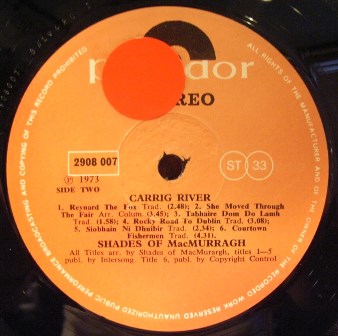 ALL RIGHTS OF THE MANUFACTURER AND OF THE OWNER OF THE RECORDED WORK RESERVED UNAUTHORIZED PUBLIC PERFORMANCE BROADCASTING AND COPYING OF THIS RECORD PROHIBITED
2908 007
ST 33
℗ 1973
SIDE TWO
CARRIG RIVER
1. Reynard The Fox Trad. (2.48); 2. She Moved Through
The Fair Arr. Colum (3.45); 3. Tabhaire Dom Do Lamh
Trad. (1.58); 4. Rocky Road To Dublin Trad. (3.08);
5. Siobhain Ni Dhuibhir Trad. (2.34); 6. Courtown
Fishermen Trad. (4.31).
SHADES OF MacMURRAGH
All Titles arr. by Shades of MacMurragh, titles 1—5
publ. by Intersong. Title 6, publ. by Copyright Control